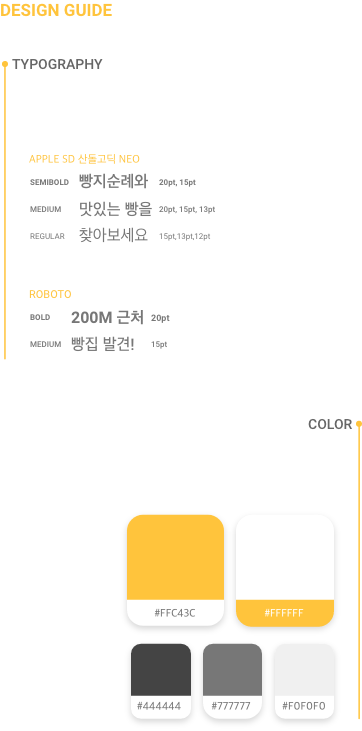 DESIGN GUIDE
TYPOGRAPHY
APPLE SD 산돌고딕 NEO
SEMIBOLD 빵지순례와 20pt, 15pt
MEDIUM 맛있는 빵을 20pt, 15pt, 13pt
REGULAR 찾아보세요 15pt,13pt,12pt
ROBOTO
BOLD 200M 근처 20pt
MEDIUM 빵집 발견! 15pt
COLOR
#FFC43C #FFFFFF
#444444 #777777 #F0F0F0